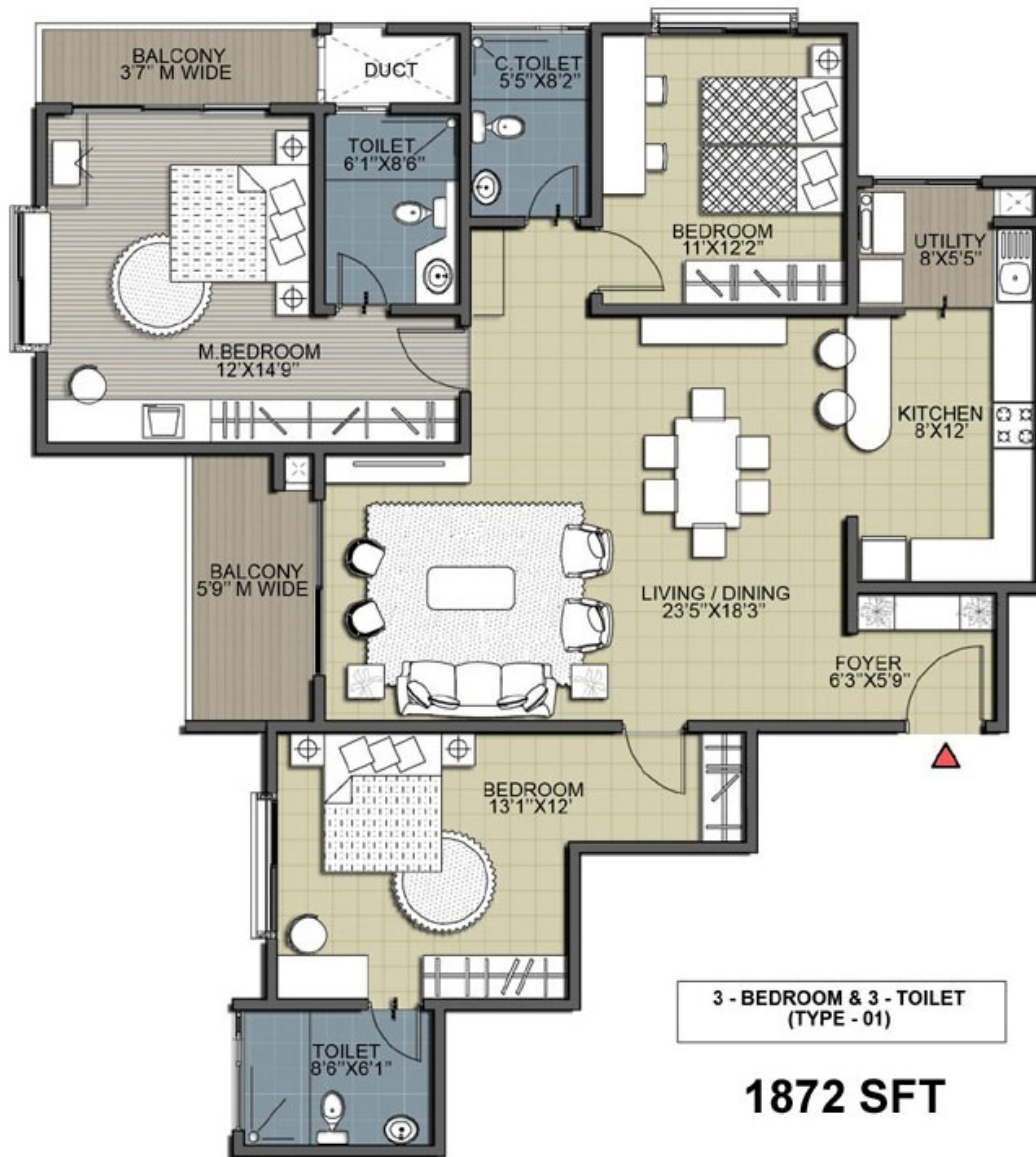 BALCONY
3'7" M WIDE
DUCT
C.TOILET
5'5"X8'2"
TOILET
6'1"X8'6"
BEDROOM
11'X12'2"
UTILITY
8'X5'5"
M.BEDROOM
12'X14'9"
KITCHEN
8'X12'
BALCONY
5'9" M WIDE
LIVING / DINING
23'5"X18'3"
FOYER
6'3"X5'9"
BEDROOM
13'1"X12'
TOILET
8'6"X6'1"
3 - BEDROOM & 3 - TOILET
(TYPE - 01)
1872 SFT